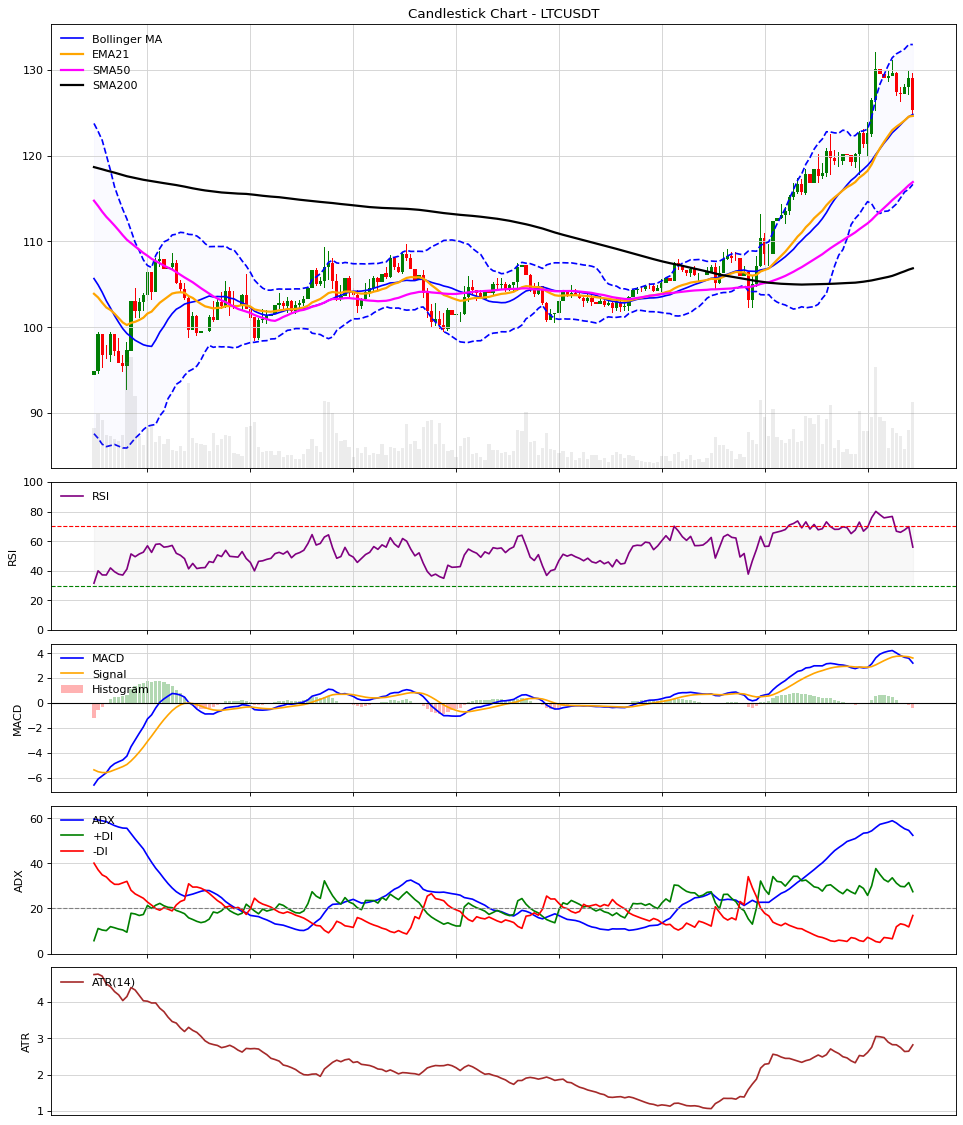 Candlestick Chart - LTCUSDT
Bollinger MA
EMA21
SMA50
SMA200
130
120
110
100
90
RSI
100
80
60
40
20
0
RSI
MACD
Signal
Histogram
4
2
0
−2
−4
−6
MACD
ADX
+DI
-DI
60
40
20
0
ADX
ATR(14)
4
3
2
1
ATR